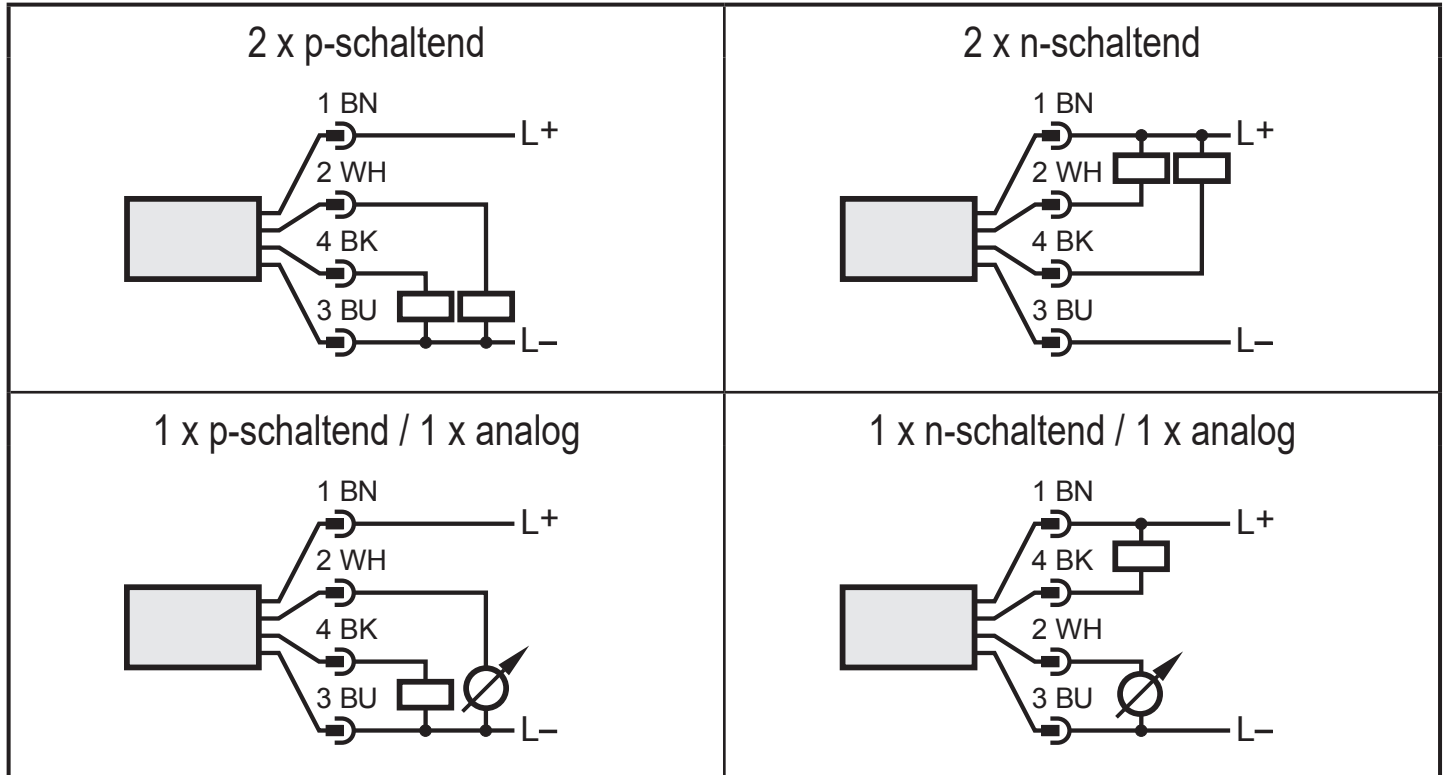 2 x p-schaltend
1 BN
L+
2 WH
4 BK
3 BU
L–
2 x n-schaltend
1 BN
L+
2 WH
4 BK
3 BU
L–
1 x p-schaltend / 1 x analog
1 BN
L+
2 WH
4 BK
3 BU
L–
1 x n-schaltend / 1 x analog
1 BN
L+
4 BK
2 WH
3 BU
L–